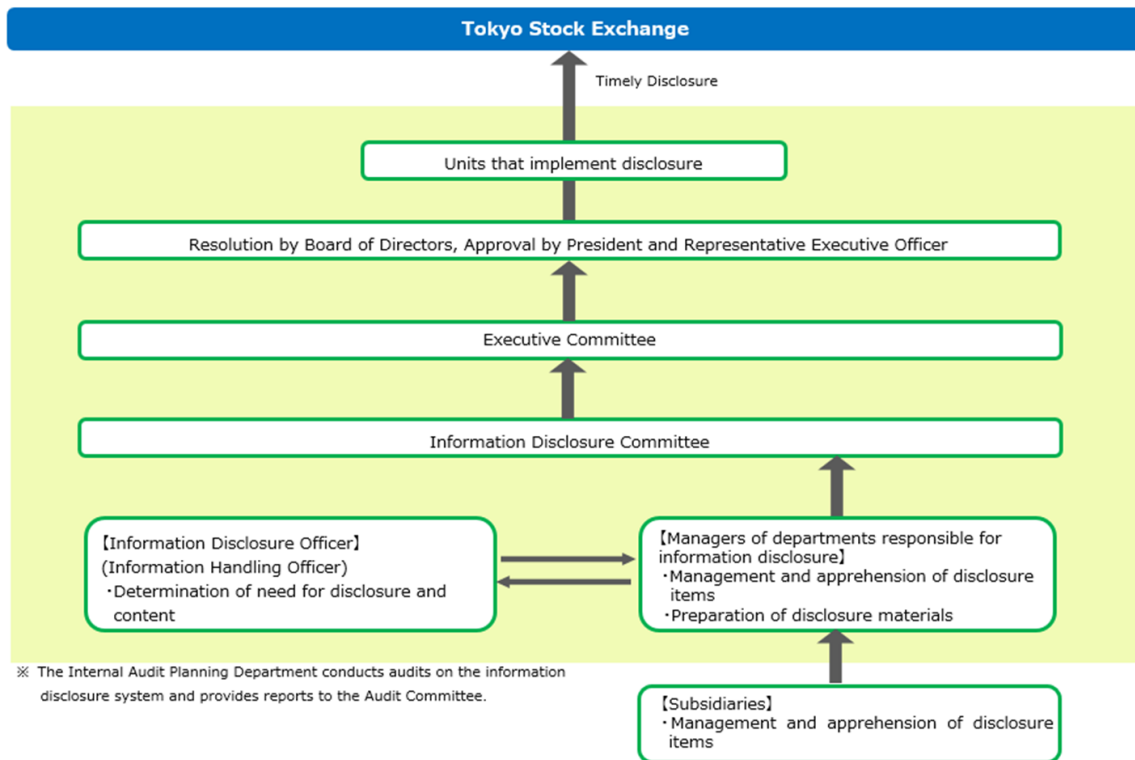 Tokyo Stock Exchange
Timely Disclosure
Units that implement disclosure
Resolution by Board of Directors, Approval by President and Representative Executive Officer
Executive Committee
Information Disclosure Committee
【Information Disclosure Officer】
(Information Handling Officer)
・Determination of need for disclosure and
content
【Managers of departments responsible for
information disclosure】
・Management and apprehension of disclosure
items
・Preparation of disclosure materials
※ The Internal Audit Planning Department conducts audits on the information
disclosure system and provides reports to the Audit Committee.
【Subsidiaries】
・Management and apprehension of disclosure
items